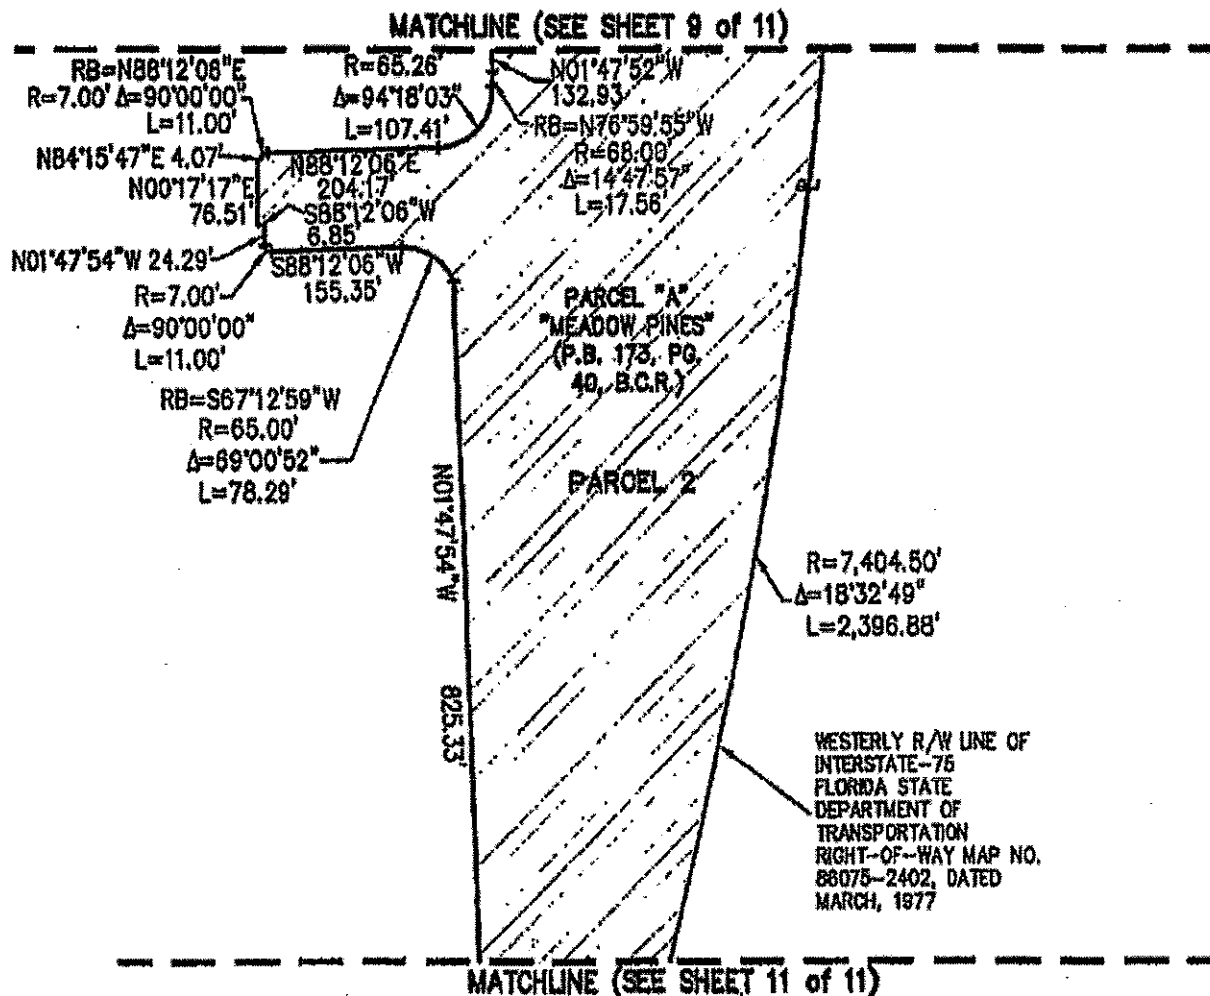 MATCHLINE (SEE SHEET 9 of 11)
RB=N88°12'06"E
R=7.00' Δ=90°00'00"
L=11.00'
R=65.26'
Δ=94°18'03"
L=107.41'
N01°47'52"W
132.93
RB=N76°59'55"W
R=68.00'
Δ=14°47'57"
L=17.56'
N84°15'47"E 4.07'
N00°17'17"E
76.51'
N88°12'06"E
204.17'
S88°12'06"W
6.85'
N01°47'54"W 24.29'
S88°12'06"W
155.35'
R=7.00'
Δ=90°00'00"
L=11.00'
RB=S67°12'59"W
R=65.00'
Δ=69°00'52"
L=78.29'
PARCEL "A"
"MEADOW PINES"
(P.B. 173, PG.
40, B.C.R.)
PARCEL 2
N01°47'54"W
825.33'
R=7,404.50'
Δ=18°32'49"
L=2,396.88'
WESTERLY R/W LINE OF
INTERSTATE-75
FLORIDA STATE
DEPARTMENT OF
TRANSPORTATION
RIGHT-OF-WAY MAP NO.
86075-2402, DATED
MARCH, 1977
MATCHLINE (SEE SHEET 11 of 11)